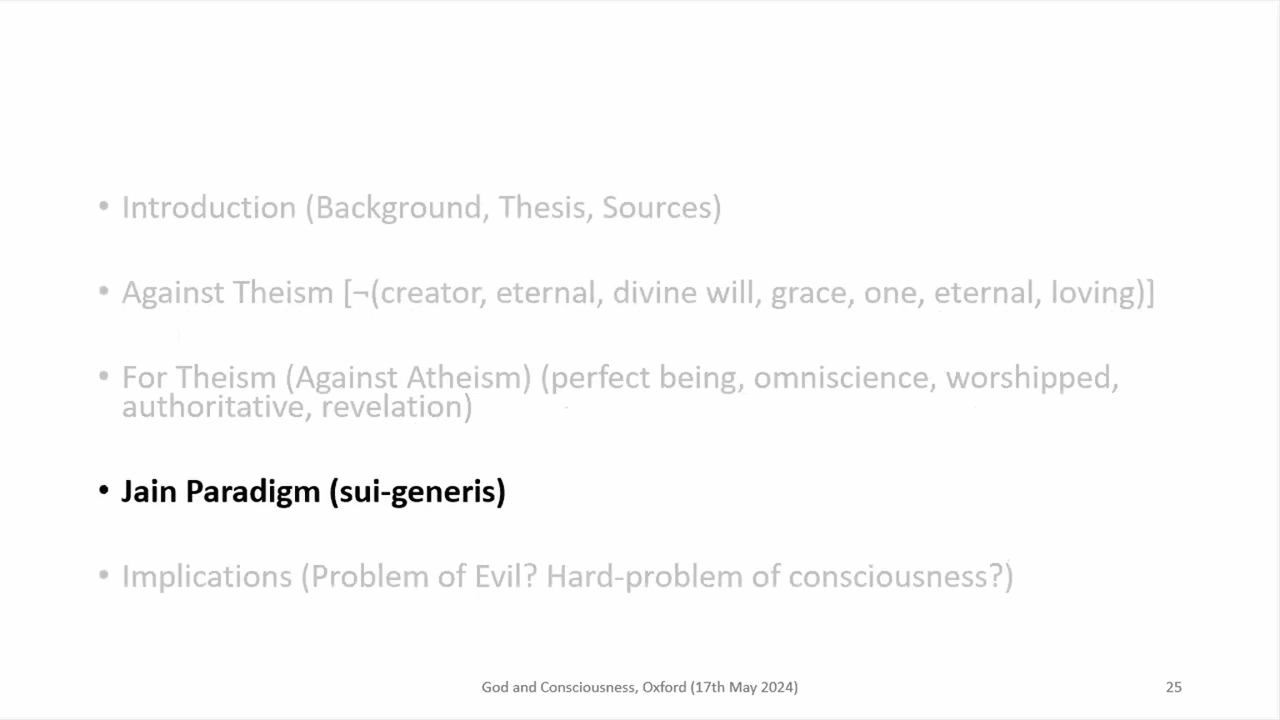 • Introduction (Background, Thesis, Sources)
• Against Theism [¬(creator, eternal, divine will, grace, one, eternal, loving)]
• For Theism (Against Atheism) (perfect being, omniscience, worshipped,
authoritative, revelation)
• Jain Paradigm (sui-generis)
• Implications (Problem of Evil? Hard-problem of consciousness?)
God and Consciousness, Oxford (17th May 2024)
25